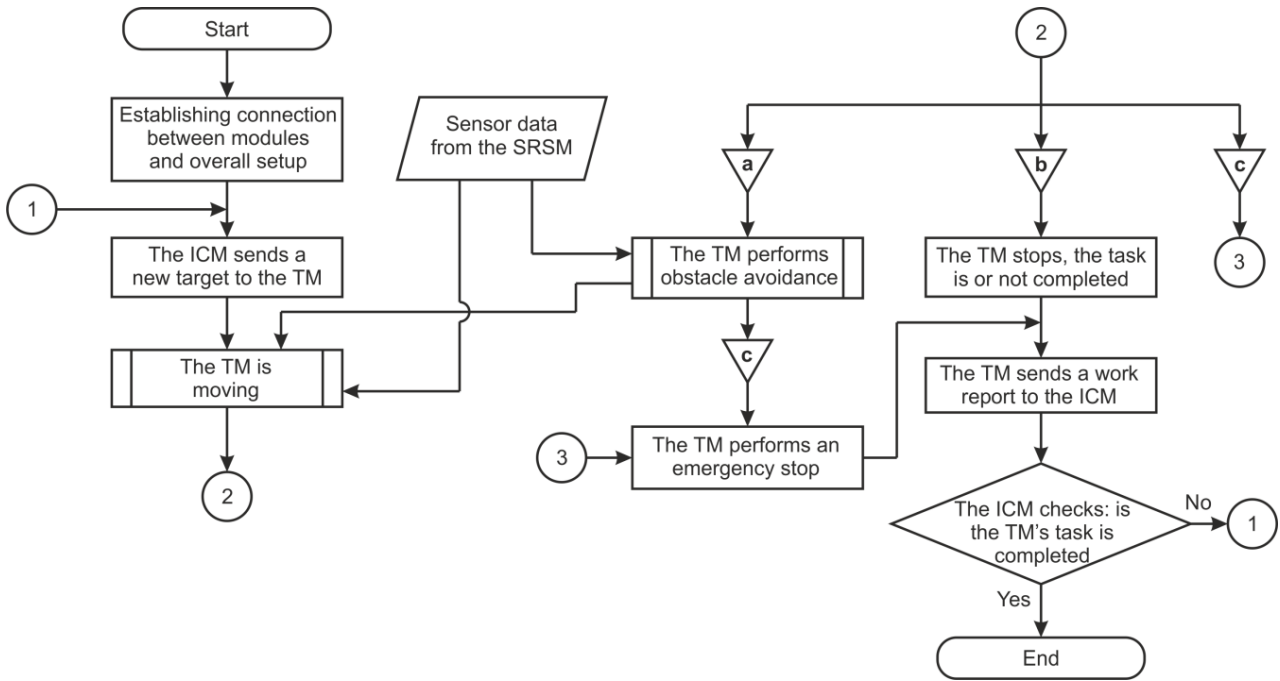 Start
Establishing connection
between modules
and overall setup
1
The ICM sends a
new target to the TM
The TM is
moving
2
Sensor data
from the SRSM
2
a
b
c
The TM performs
obstacle avoidance
c
3
The TM performs an
emergency stop
The TM stops, the task
is or not completed
3
The TM sends a work
report to the ICM
The ICM checks: is
the TM's task is
completed
No
1
Yes
End